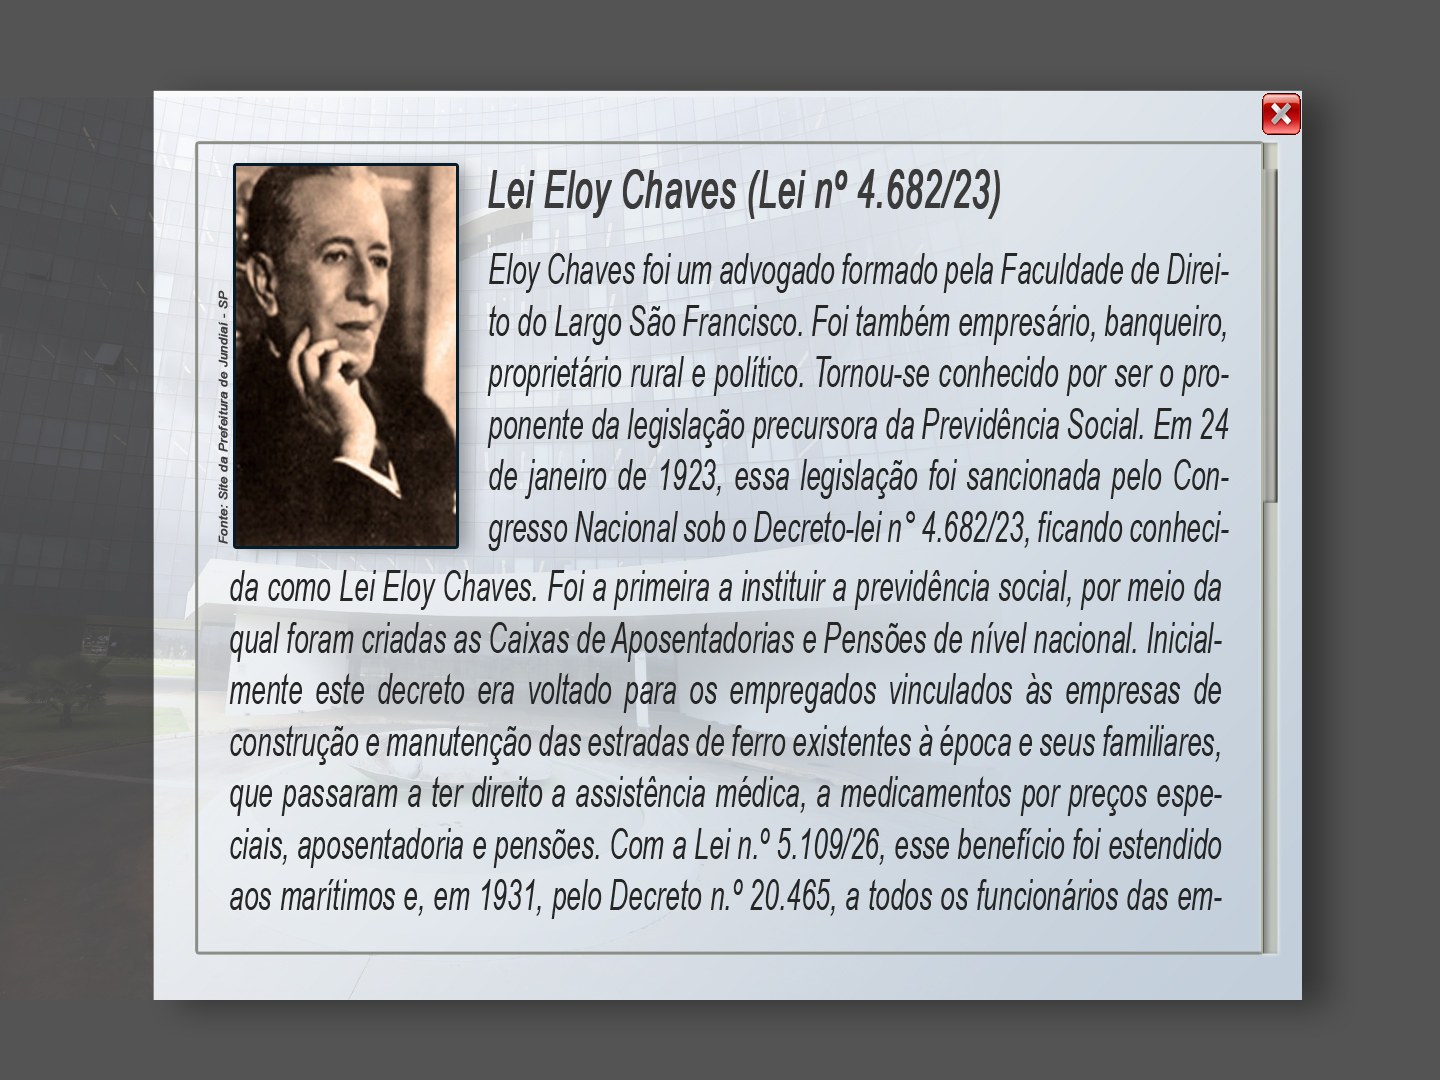 Lei Eloy Chaves (Lei nº 4.682/23)
Fonte: Site da Prefeitura de Jundiaí - SP
Eloy Chaves foi um advogado formado pela Faculdade de Direi-
to do Largo São Francisco. Foi também empresário, banqueiro,
proprietário rural e político. Tornou-se conhecido por ser o pro-
ponente da legislação precursora da Previdência Social. Em 24
de janeiro de 1923, essa legislação foi sancionada pelo Con-
gresso Nacional sob o Decreto-lei n° 4.682/23, ficando conheci-
da como Lei Eloy Chaves. Foi a primeira a instituir a previdência social, por meio da
qual foram criadas as Caixas de Aposentadorias e Pensões de nível nacional. Inicial-
mente este decreto era voltado para os empregados vinculados às empresas de
construção e manutenção das estradas de ferro existentes à época e seus familiares,
que passaram a ter direito a assistência médica, a medicamentos por preços espe-
ciais, aposentadoria e pensões. Com a Lei n.º 5.109/26, esse benefício foi estendido
aos marítimos e, em 1931, pelo Decreto n.º 20.465, a todos os funcionários das em-